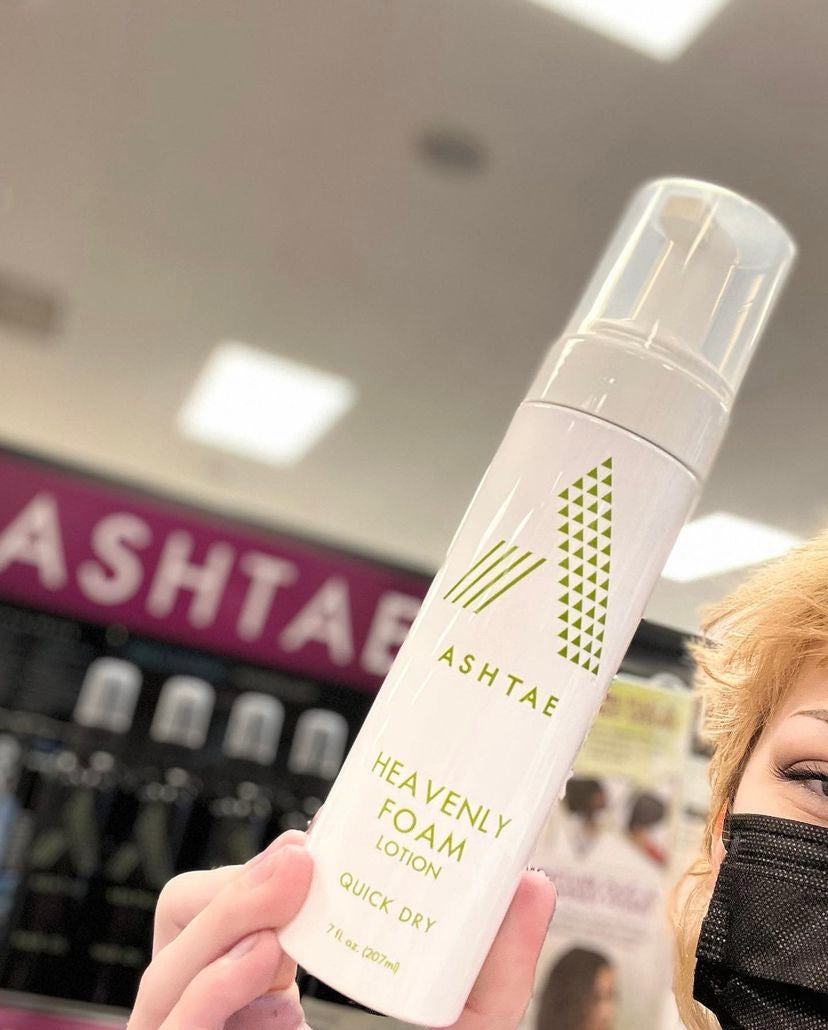 ASHTAE
ASHTAE
HEAVENLY
FOAM
LOTION
QUICK DRY
7 fl. oz. (207ml)